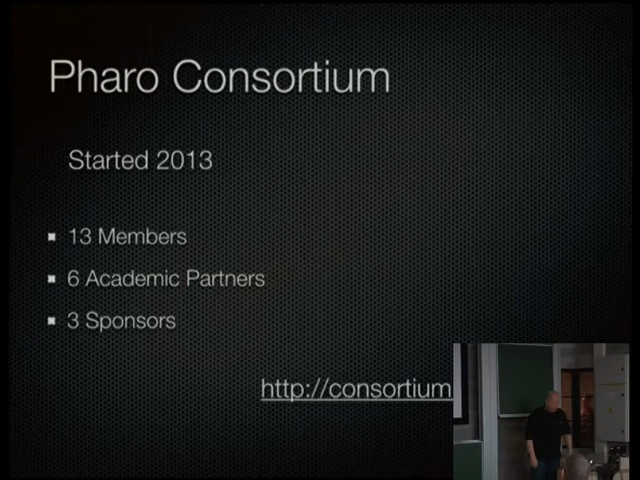 Pharo Consortium
Started 2013
13 Members
6 Academic Partners
3 Sponsors
http://consortium